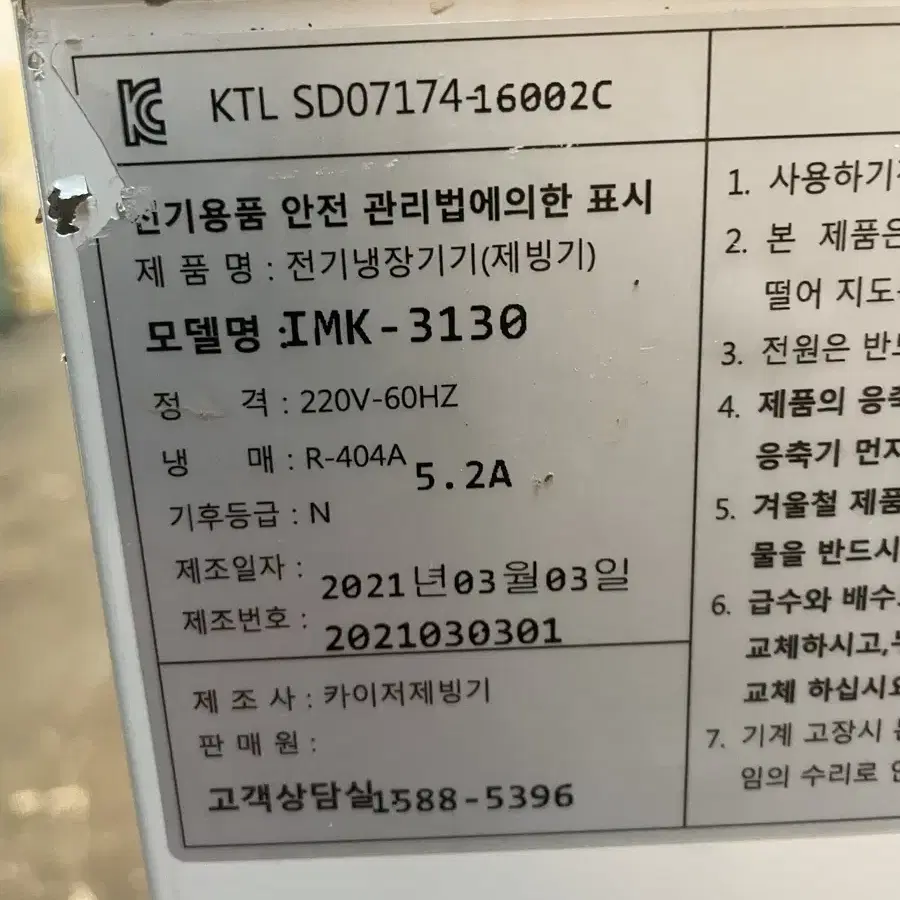 KC KTL SD07174-16002C
전기용품 안전 관리법에의한 표시
제 품 명 : 전기냉장기기(제빙기)
모델명 : IMK-3130
정 격 : 220V-60HZ
냉 매 : R-404A 5.2A
기후등급 : N
제조일자 : 2021년03월03일
제조번호 : 2021030301
제 조 사 : 카이저제빙기
판 매 원 :
고객상담실1588-5396
1. 사용하기
2. 본 제품은
떨어 지도
3. 전원은 반드
4. 제품의 응축
응축기 먼지
5. 겨울철 제품
물을 반드시
6. 급수와 배수
교체하시고,
교체 하십시오
7. 기계 고장시
임의 수리로